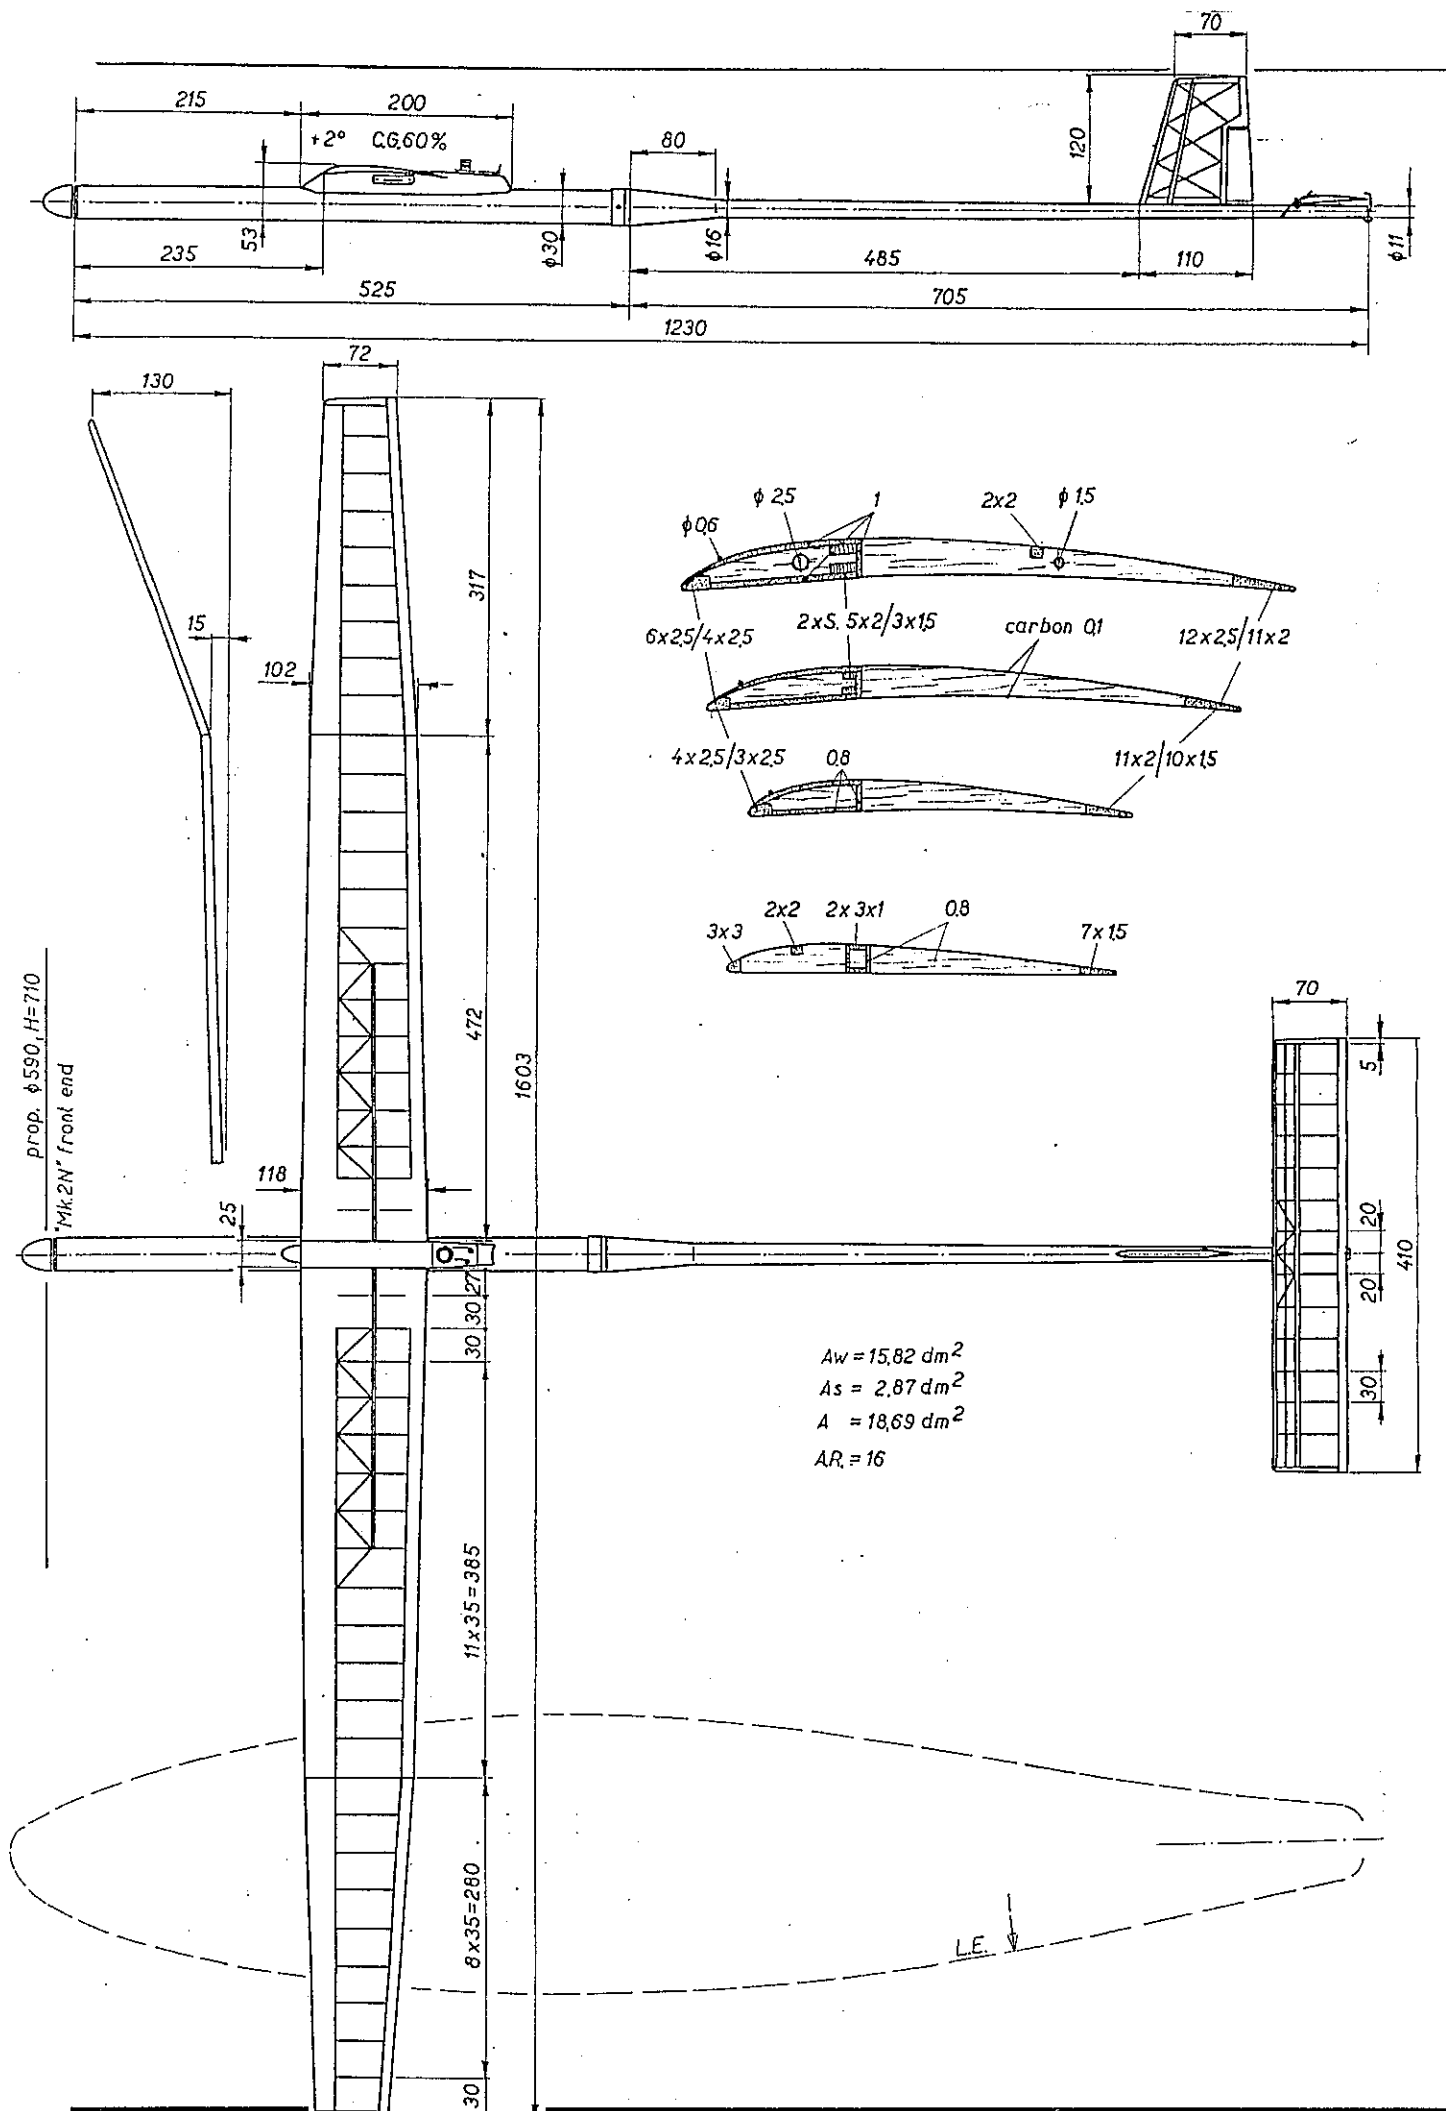 70
215
200
+2° C.G.60%
80
120
53
φ30
φ16
φ11
235
485
110
525
705
1230
72
130
317
15
102
φ0,6
φ 2,5
1
2x2
φ 1,5
6x2,5/4x2,5
2xS. 5x2/3x1,5
carbon 0,1
12x2,5/11x2
4x2,5/3x2,5
0,8
11x2/10x1,5
3x3
2x2
2x3x1
0,8
7x1,5
472
1603
prop. φ590, H=710
"Mk.2N" front end
118
25
27
30
30
70
5
20
20
30
410
Aw = 15,82 dm²
As = 2,87 dm²
A = 18,69 dm²
A.R. = 16
11x35=385
8x35=280
30
L.E.